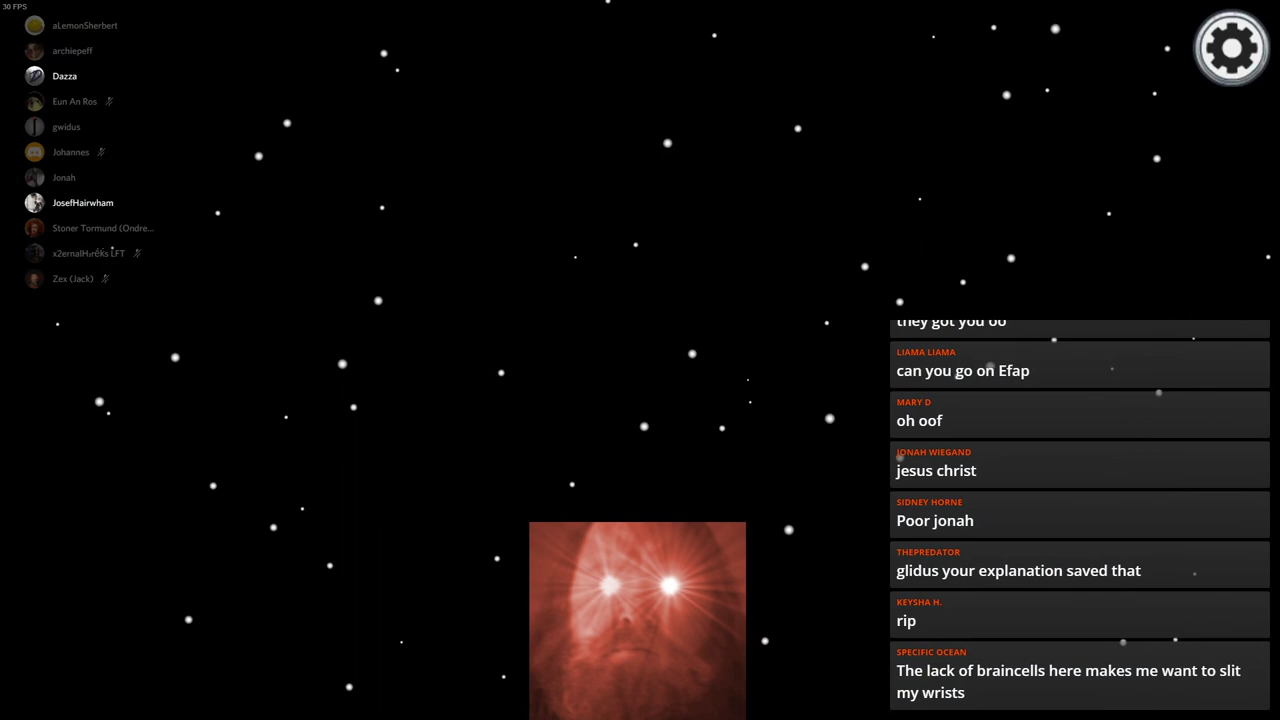 30 FPS
aLemonSherbert
archiepeff
Dazza
Eun An Ros
gwidus
Johannes
Jonah
JosefHairwham
Stoner Tormund (Ondre...
LFT
Zex (Jack)
they got you oo
LIAMA LIAMA
can you go on Efap
MARY D
oh oof
JONAH WIEGAND
jesus christ
SIDNEY HORNE
Poor jonah
THEPREDATOR
glidus your explanation saved that
KEYSHA H.
rip
SPECIFIC OCEAN
The lack of braincells here makes me want to slit
my wrists